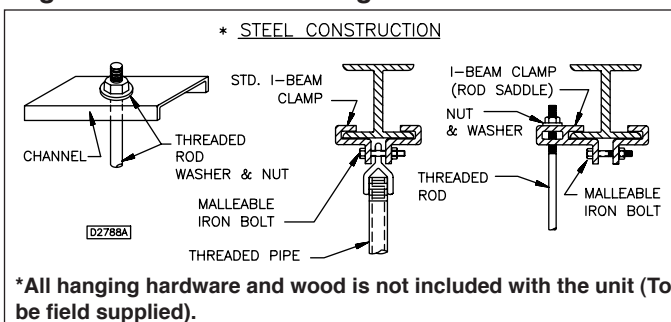 * STEEL CONSTRUCTION
CHANNEL
THREADED
ROD
WASHER & NUT
D2788A
STD. I-BEAM
CLAMP
MALLEABLE
IRON BOLT
THREADED PIPE
I-BEAM CLAMP
(ROD SADDLE)
NUT
& WASHER
THREADED
ROD
MALLEABLE
IRON BOLT
*All hanging hardware and wood is not included with the unit (To
be field supplied).